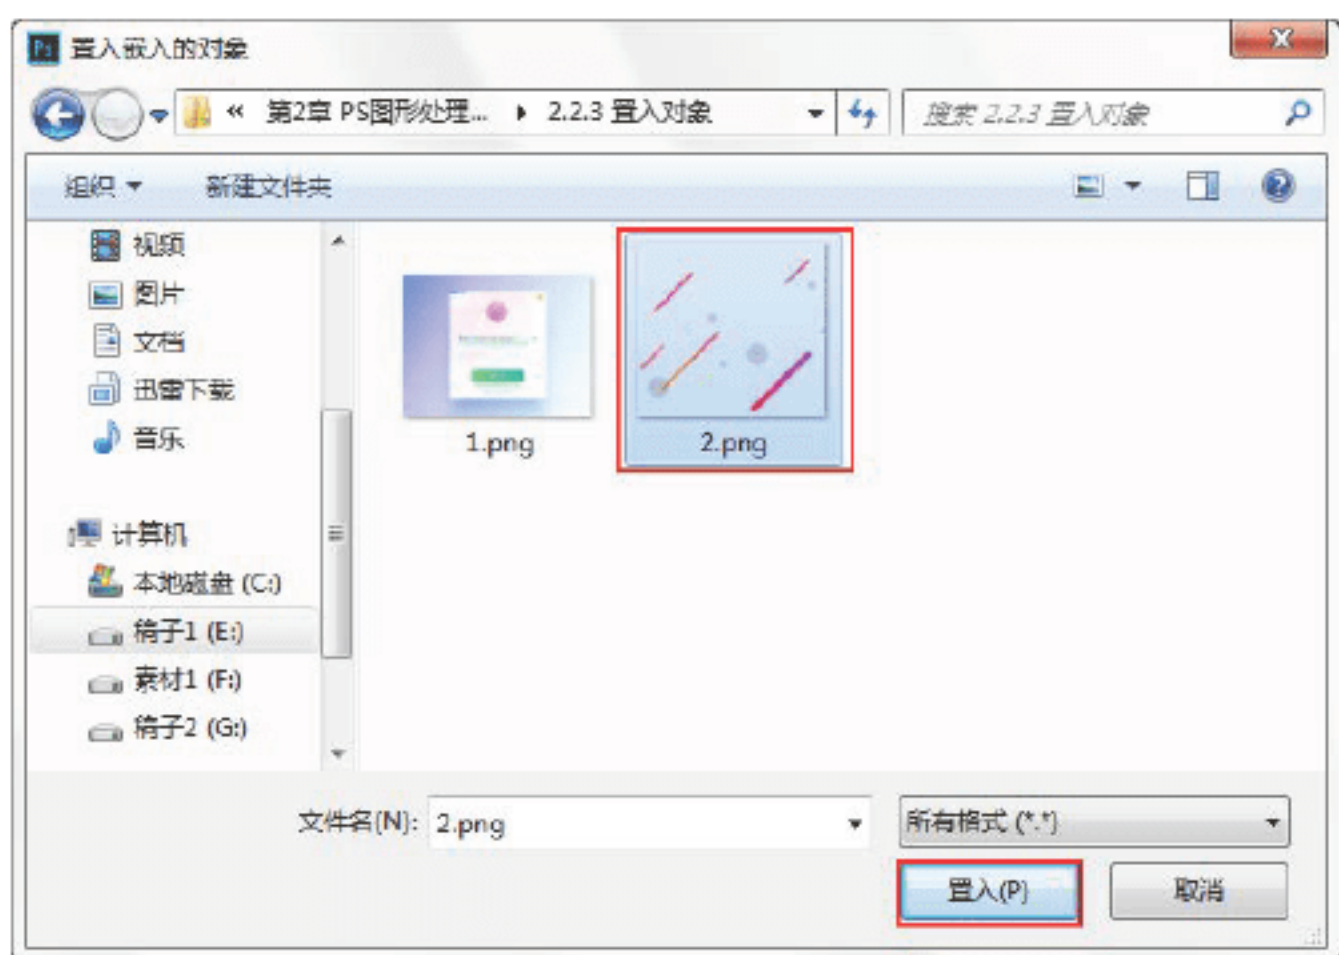 Ps 置入嵌入的对象
« 第2章 PS图形处理... ▸ 2.2.3 置入对象
搜索 2.2.3 置入对象
组织 新建文件夹
视频
图片
文档
迅雷下载
音乐
计算机
本地磁盘 (C:)
稿子1 (E:)
素材1 (F:)
稿子2 (G:)
1.png
2.png
文件名(N): 2.png
所有格式 (*.*)
置入(P) 取消